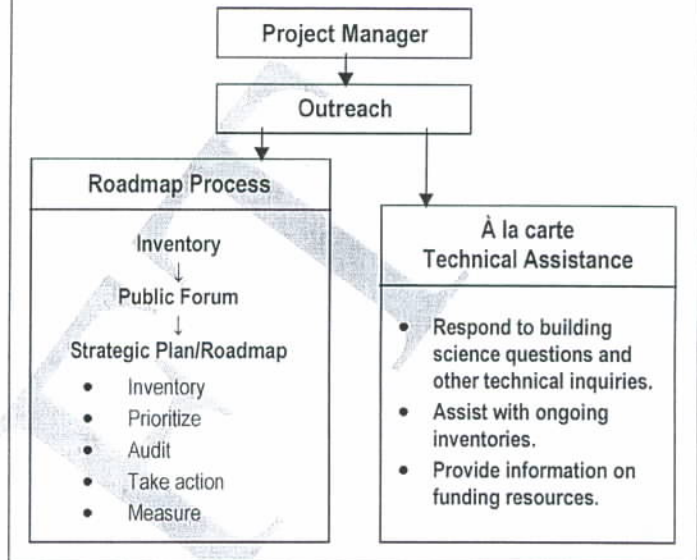 Project Manager
Outreach
Roadmap Process
Inventory
↓
Public Forum
↓
Strategic Plan/Roadmap
• Inventory
• Prioritize
• Audit
• Take action
• Measure
À la carte
Technical Assistance
• Respond to building
science questions and
other technical inquiries.
• Assist with ongoing
inventories.
• Provide information on
funding resources.